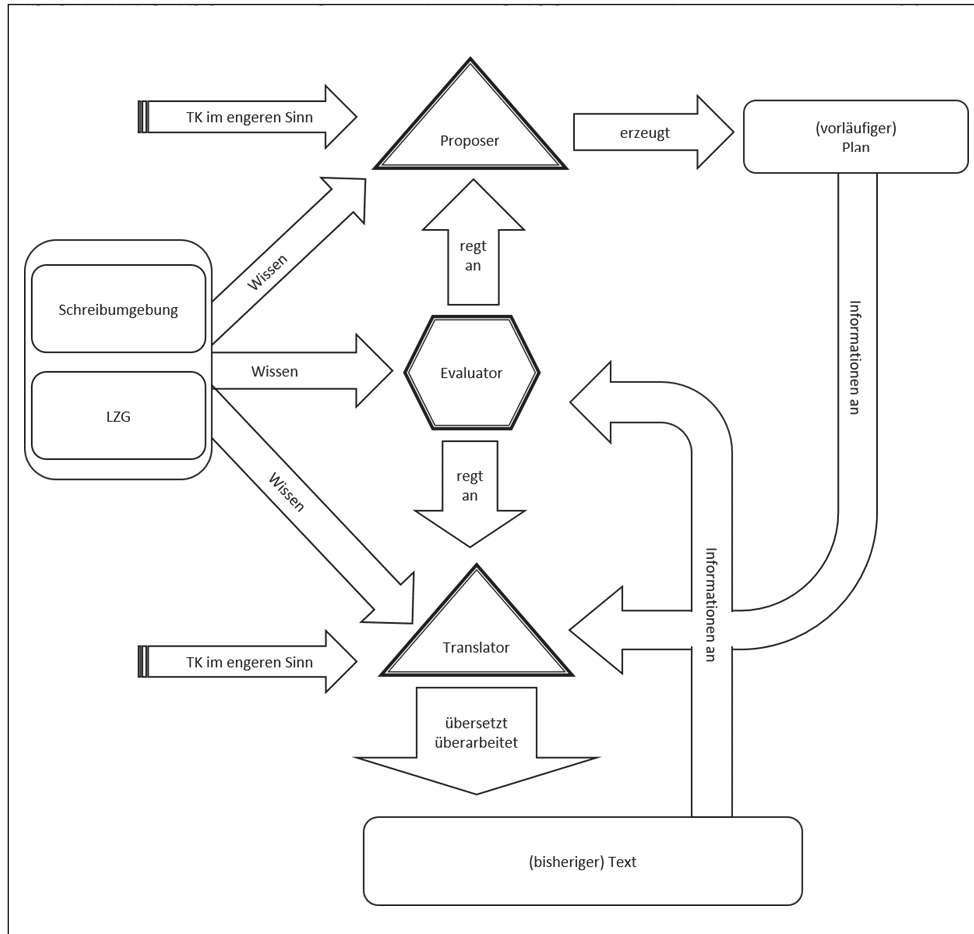 TK im engeren Sinn
Proposer
erzeugt
(vorläufiger)
Plan
Wissen
regt
an
Schreibumgebung
Wissen
Evaluator
Informationen an
LZG
Wissen
regt
an
Informationen an
TK im engeren Sinn
Translator
übersetzt
überarbeitet
(bisheriger) Text